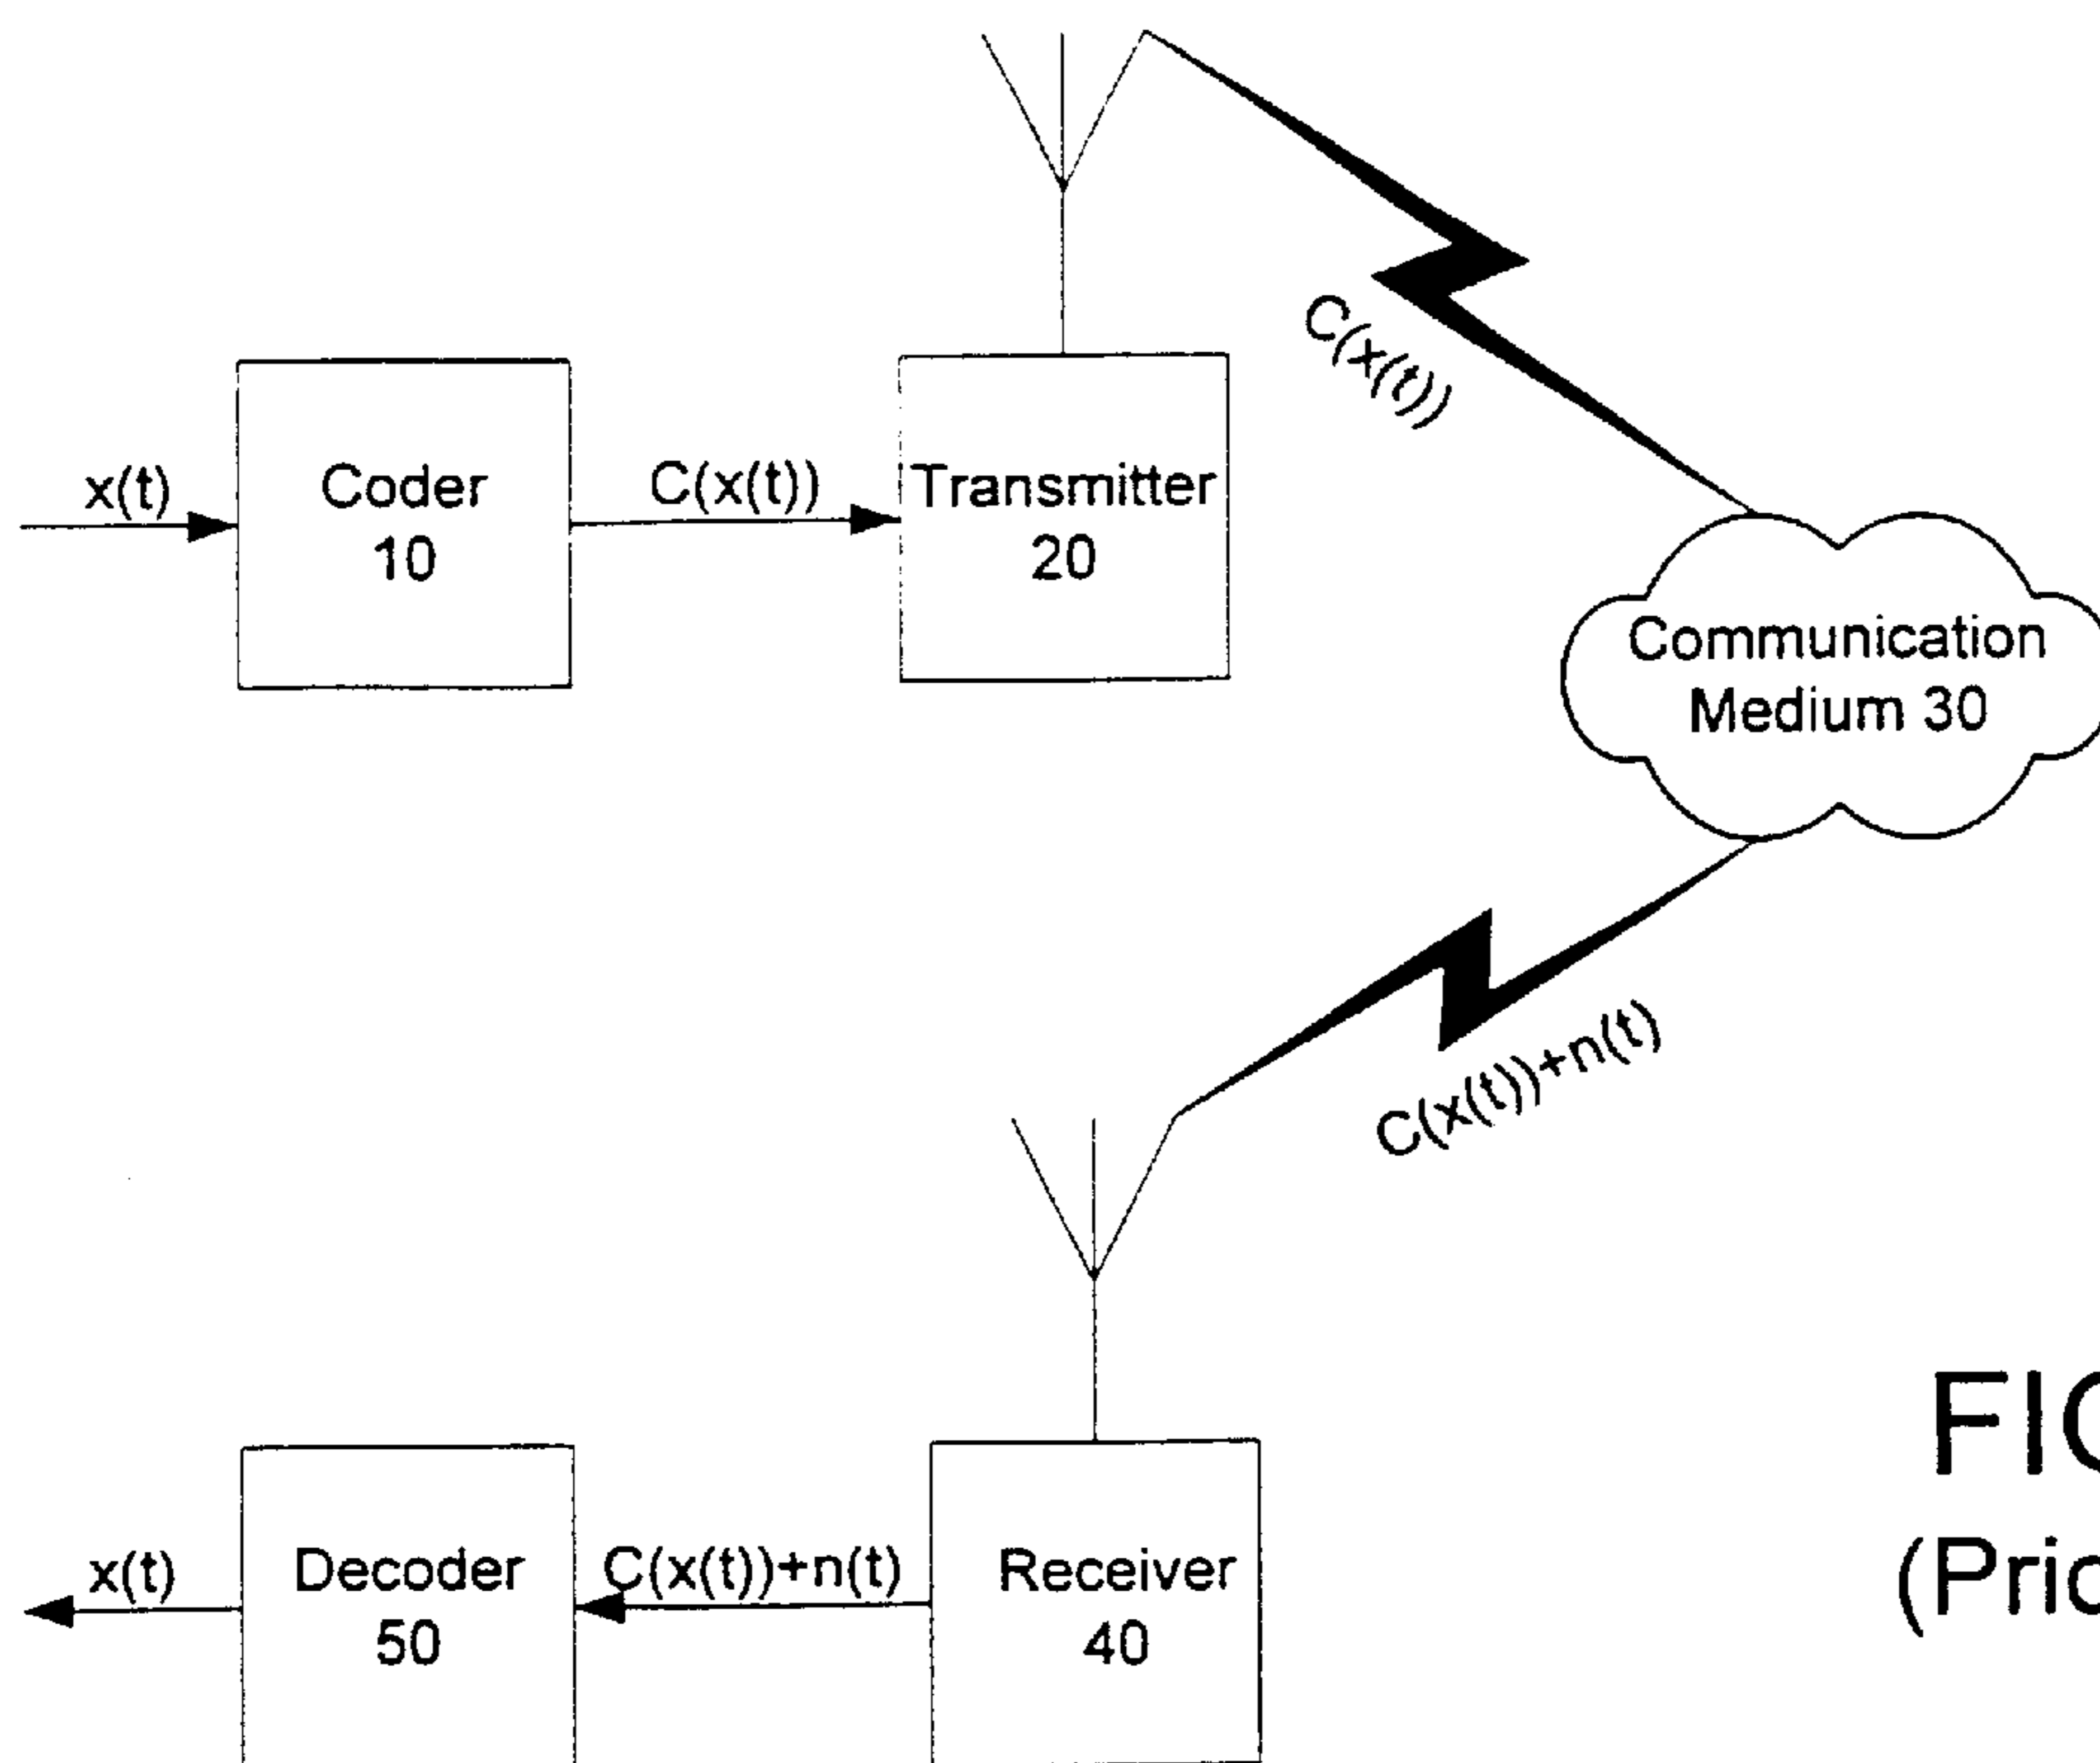 x(t)
Coder
10
C(x(t))
Transmitter
20
C(x(t))
Communication
Medium 30
C(x(t))+n(t)
x(t)
Decoder
50
C(x(t))+n(t)
Receiver
40